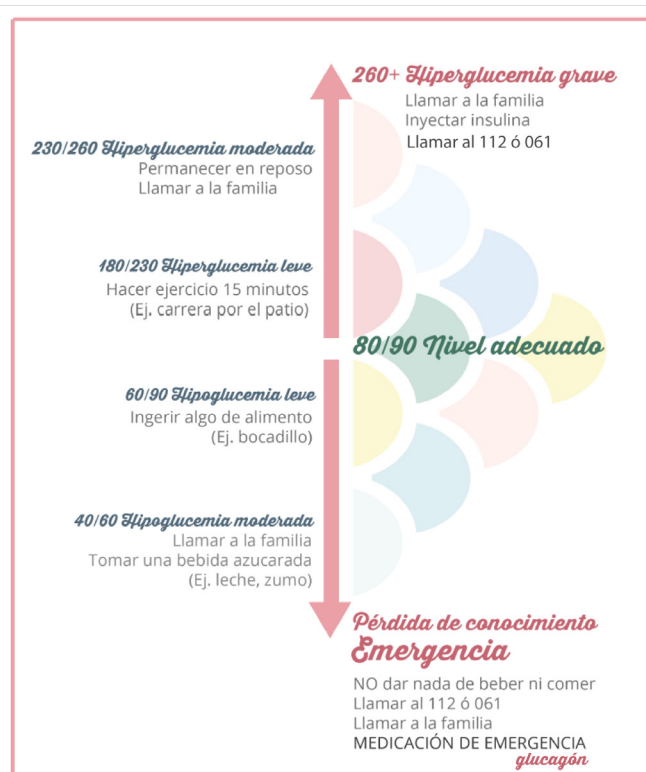 260+ Hiperglucemia grave
Llamar a la familia
Inyectar insulina
Llamar al 112 ó 061
230/260 Hiperglucemia moderada
Permanecer en reposo
Llamar a la familia
180/230 Hiperglucemia leve
Hacer ejercicio 15 minutos
(Ej. carrera por el patio)
80/90 Nivel adecuado
60/90 Hipoglucemia leve
Ingerir algo de alimento
(Ej. bocadillo)
40/60 Hipoglucemia moderada
Llamar a la familia
Tomar una bebida azucarada
(Ej. leche, zumo)
Pérdida de conocimiento
Emergencia
NO dar nada de beber ni comer
Llamar al 112 ó 061
Llamar a la familia
MEDICACIÓN DE EMERGENCIA
glucagón